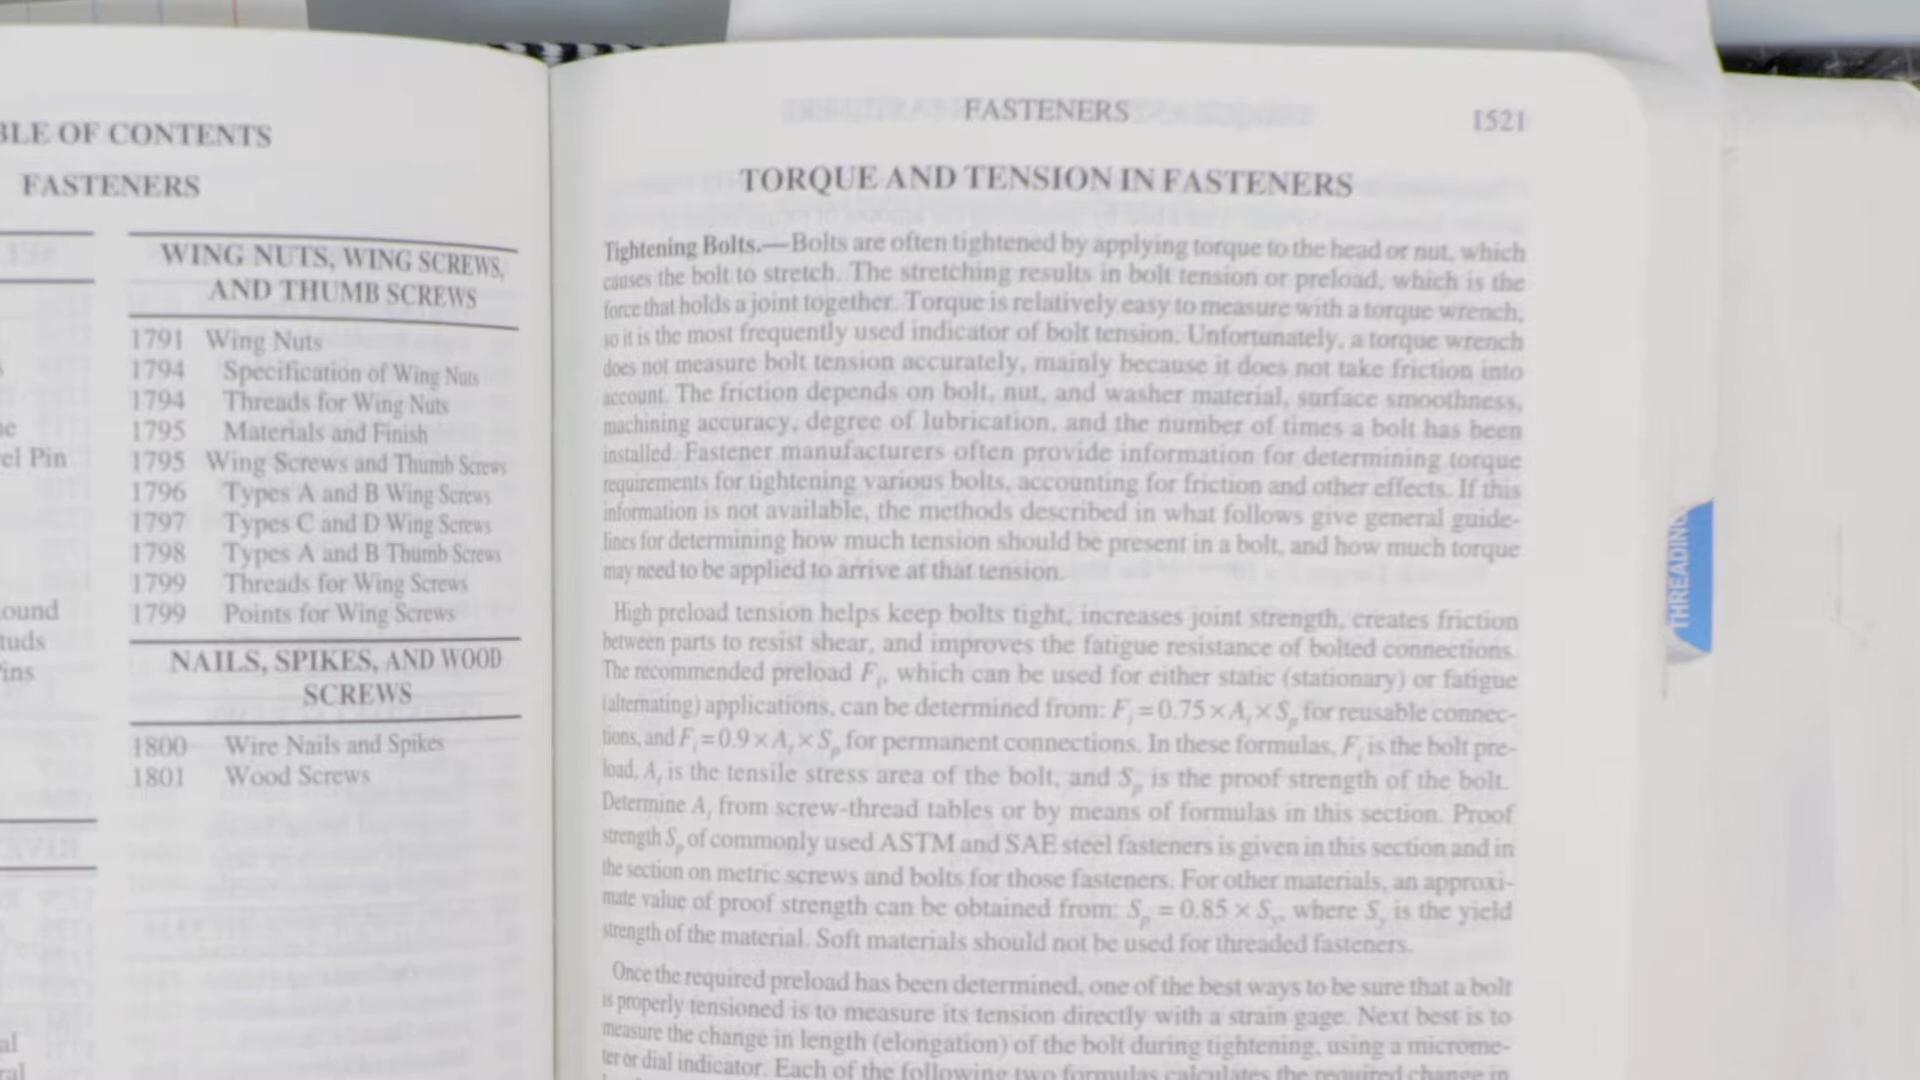 BLE OF CONTENTS
FASTENERS
el Pin
ound
tuds
ins
al
ral
WING NUTS, WING SCREWS,
AND THUMB SCREWS
1791 Wing Nuts
1794 Specification of Wing Nuts
1794 Threads for Wing Nuts
1795 Materials and Finish
1795 Wing Screws and Thumb Screws
1796 Types A and B Wing Screws
1797 Types C and D Wing Screws
1798 Types A and B Thumb Screws
1799 Threads for Wing Screws
1799 Points for Wing Screws
NAILS, SPIKES, AND WOOD
SCREWS
1800 Wire Nails and Spikes
1801 Wood Screws
FASTENERS 1521
TORQUE AND TENSION IN FASTENERS
Tightening Bolts.—Bolts are often tightened by applying torque to the head or nut, which
causes the bolt to stretch. The stretching results in bolt tension or preload, which is the
force that holds a joint together. Torque is relatively easy to measure with a torque wrench,
so it is the most frequently used indicator of bolt tension. Unfortunately, a torque wrench
does not measure bolt tension accurately, mainly because it does not take friction into
account. The friction depends on bolt, nut, and washer material, surface smoothness,
machining accuracy, degree of lubrication, and the number of times a bolt has been
installed. Fastener manufacturers often provide information for determining torque
requirements for tightening various bolts, accounting for friction and other effects. If this
information is not available, the methods described in what follows give general guide-
lines for determining how much tension should be present in a bolt, and how much torque
may need to be applied to arrive at that tension.
High preload tension helps keep bolts tight, increases joint strength, creates friction
between parts to resist shear, and improves the fatigue resistance of bolted connections.
The recommended preload Fi, which can be used for either static (stationary) or fatigue
(alternating) applications, can be determined from: Fi = 0.75 × At × Sp for reusable connec-
tions, and Fi = 0.9 × At × Sp for permanent connections. In these formulas, Fi is the bolt pre-
load, At is the tensile stress area of the bolt, and Sp is the proof strength of the bolt.
Determine At from screw-thread tables or by means of formulas in this section. Proof
strength Sp of commonly used ASTM and SAE steel fasteners is given in this section and in
the section on metric screws and bolts for those fasteners. For other materials, an approxi-
mate value of proof strength can be obtained from: Sp = 0.85 × Sy, where Sy is the yield
strength of the material. Soft materials should not be used for threaded fasteners.
Once the required preload has been determined, one of the best ways to be sure that a bolt
is properly tensioned is to measure its tension directly with a strain gage. Next best is to
measure the change in length (elongation) of the bolt during tightening, using a microme-
ter or dial indicator. Each of the following two formulas calculates the required change in
THREADING